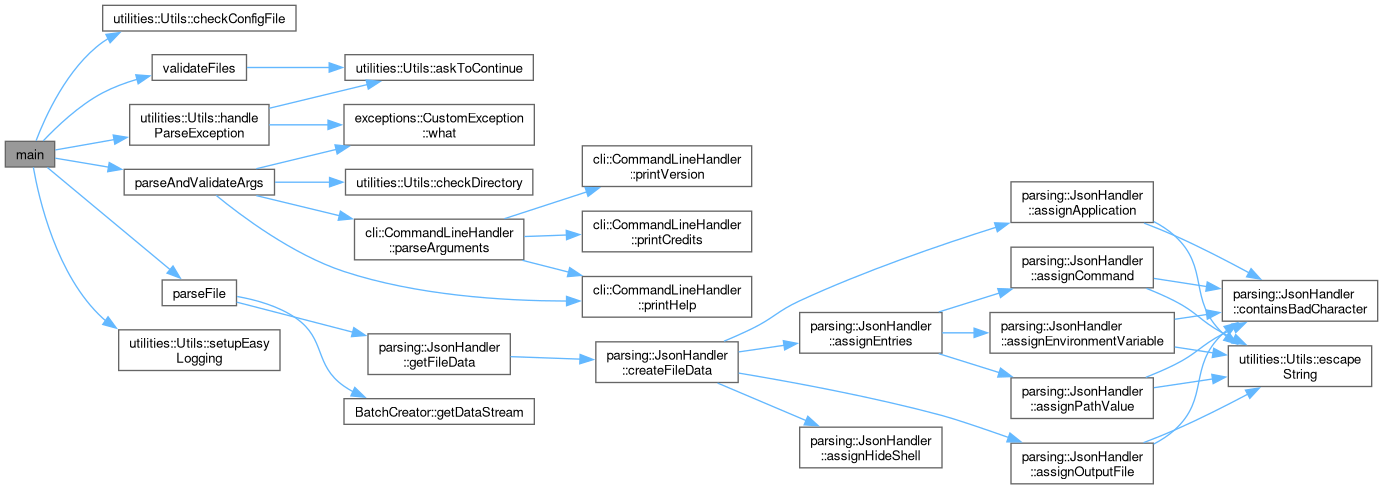 main
utilities::Utils::checkConfigFile
validateFiles
utilities::Utils::handle
ParseException
parseAndValidateArgs
parseFile
utilities::Utils::setupEasy
Logging
utilities::Utils::askToContinue
exceptions::CustomException
::what
utilities::Utils::checkDirectory
cli::CommandLineHandler
::parseArguments
parsing::JsonHandler
::getFileData
BatchCreator::getDataStream
cli::CommandLineHandler
::printVersion
cli::CommandLineHandler
::printCredits
cli::CommandLineHandler
::printHelp
parsing::JsonHandler
::createFileData
parsing::JsonHandler
::assignEntries
parsing::JsonHandler
::assignHideShell
parsing::JsonHandler
::assignApplication
parsing::JsonHandler
::assignCommand
parsing::JsonHandler
::assignEnvironmentVariable
parsing::JsonHandler
::assignPathValue
parsing::JsonHandler
::assignOutputFile
parsing::JsonHandler
::containsBadCharacter
utilities::Utils::escape
String